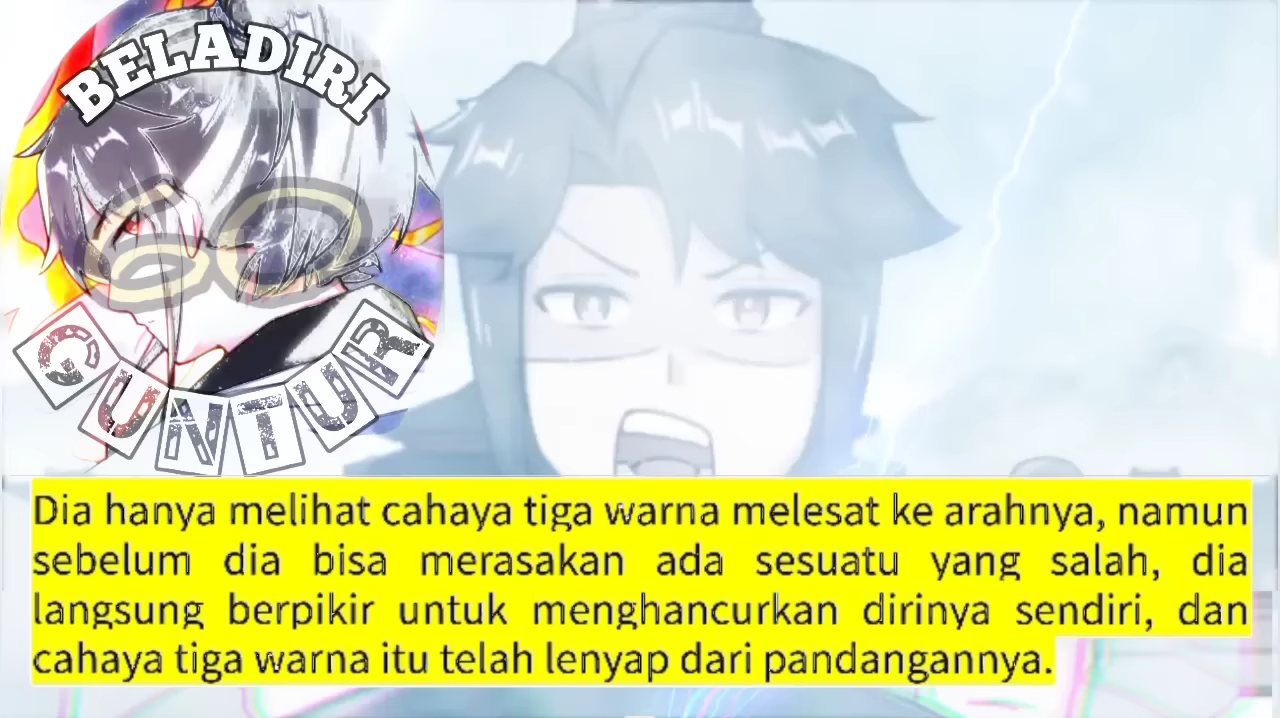 BELADIRI
GUNTUR
Dia hanya melihat cahaya tiga warna melesat ke arahnya, namun
sebelum dia bisa merasakan ada sesuatu yang salah, dia
langsung berpikir untuk menghancurkan dirinya sendiri, dan
cahaya tiga warna itu telah lenyap dari pandangannya.